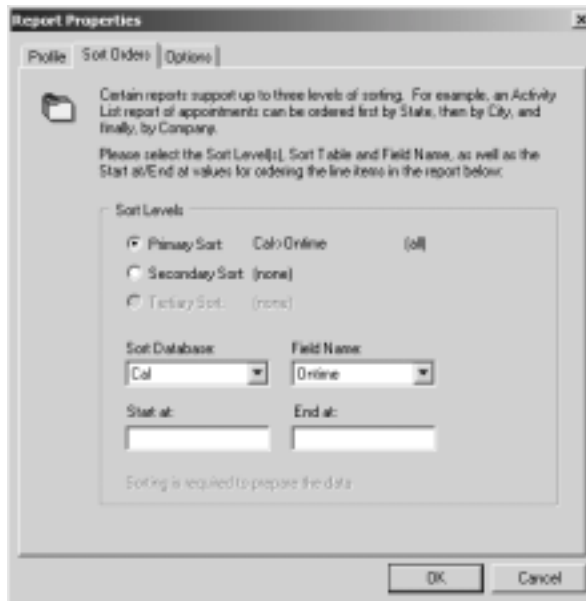 Report Properties
Profile Sort Orders Options
Certain reports support up to three levels of sorting. For example, an Activity
List report of appointments can be ordered first by State, then by City, and
finally, by Company.
Please select the Sort Level(s), Sort Table and Field Name, as well as the
Start at/End at values for ordering the line items in the report below:
Sort Levels
Primary Sort Cal>Ontime (all)
Secondary Sort (none)
Tertiary Sort: (none)
Sort Database: Field Name:
Cal Ontime
Start at: End at:
Sorting is required to prepare the data
OK Cancel